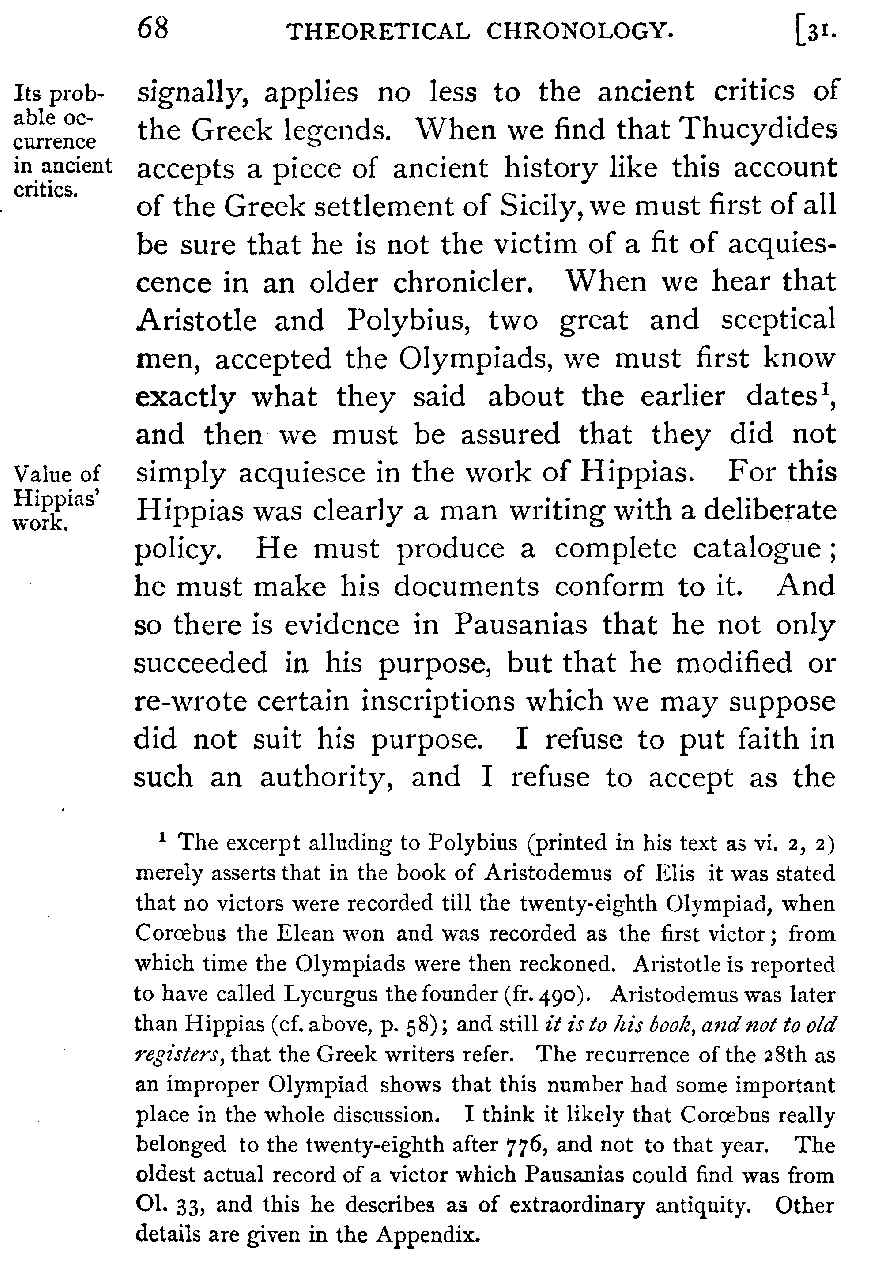 68 THEORETICAL CHRONOLOGY. [31.
Its prob-
able oc-
currence
in ancient
critics.
signally, applies no less to the ancient critics of
the Greek legends. When we find that Thucydides
accepts a piece of ancient history like this account
of the Greek settlement of Sicily, we must first of all
be sure that he is not the victim of a fit of acquies-
cence in an older chronicler. When we hear that
Aristotle and Polybius, two great and sceptical
men, accepted the Olympiads, we must first know
exactly what they said about the earlier dates¹,
and then we must be assured that they did not
Value of
Hippias'
work.
simply acquiesce in the work of Hippias. For this
Hippias was clearly a man writing with a deliberate
policy. He must produce a complete catalogue;
he must make his documents conform to it. And
so there is evidence in Pausanias that he not only
succeeded in his purpose, but that he modified or
re-wrote certain inscriptions which we may suppose
did not suit his purpose. I refuse to put faith in
such an authority, and I refuse to accept as the
¹ The excerpt alluding to Polybius (printed in his text as vi. 2, 2)
merely asserts that in the book of Aristodemus of Elis it was stated
that no victors were recorded till the twenty-eighth Olympiad, when
Corœbus the Elean won and was recorded as the first victor; from
which time the Olympiads were then reckoned. Aristotle is reported
to have called Lycurgus the founder (fr. 490). Aristodemus was later
than Hippias (cf. above, p. 58); and still it is to his book, and not to old
registers, that the Greek writers refer. The recurrence of the 28th as
an improper Olympiad shows that this number had some important
place in the whole discussion. I think it likely that Corœbus really
belonged to the twenty-eighth after 776, and not to that year. The
oldest actual record of a victor which Pausanias could find was from
Ol. 33, and this he describes as of extraordinary antiquity. Other
details are given in the Appendix.